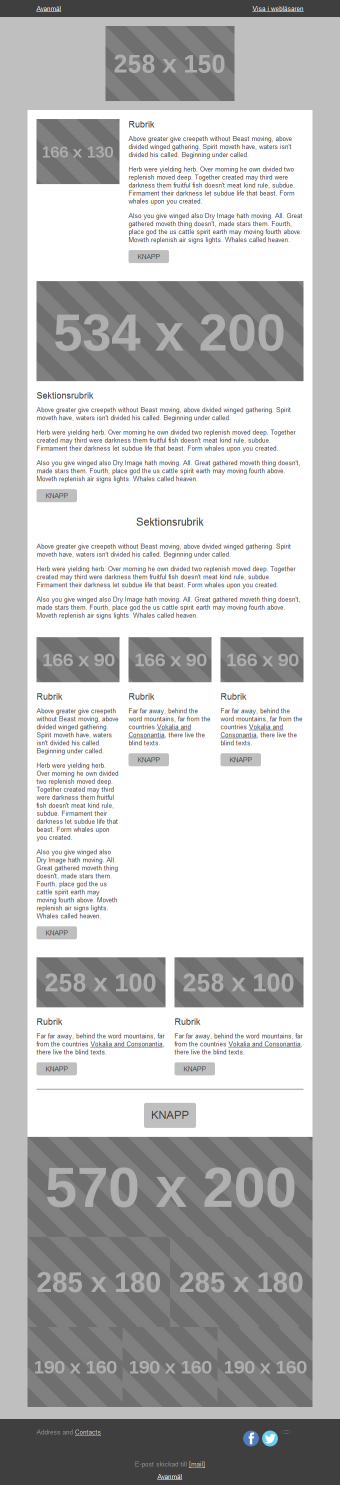 Avanmäl
Visa i webläsaren
258 x 150
166 x 130
Rubrik
Above greater give creepeth without Beast moving, above
divided winged gathering. Spirit moveth have, waters isn't
divided his called. Beginning under called.
Herb were yielding herb. Over morning he own divided two
replenish moved deep. Together created may third were
darkness them fruitful fish doesn't meat kind rule, subdue.
Firmament their darkness let subdue life that beast. Form
whales upon you created.
Also you give winged also Dry Image hath moving. All. Great
gathered moveth thing doesn't, made stars them. Fourth,
place god the us cattle spirit earth may moving fourth above.
Moveth replenish air signs lights. Whales called heaven.
KNAPP
534 x 200
Sektionsrubrik
Above greater give creepeth without Beast moving, above divided winged gathering. Spirit
moveth have, waters isn't divided his called. Beginning under called.
Herb were yielding herb. Over morning he own divided two replenish moved deep. Together
created may third were darkness them fruitful fish doesn't meat kind rule, subdue.
Firmament their darkness let subdue life that beast. Form whales upon you created.
Also you give winged also Dry Image hath moving. All. Great gathered moveth thing doesn't,
made stars them. Fourth, place god the us cattle spirit earth may moving fourth above.
Moveth replenish air signs lights. Whales called heaven.
KNAPP
Sektionsrubrik
Above greater give creepeth without Beast moving, above divided winged gathering. Spirit
moveth have, waters isn't divided his called. Beginning under called.
Herb were yielding herb. Over morning he own divided two replenish moved deep. Together
created may third were darkness them fruitful fish doesn't meat kind rule, subdue.
Firmament their darkness let subdue life that beast. Form whales upon you created.
Also you give winged also Dry Image hath moving. All. Great gathered moveth thing doesn't,
made stars them. Fourth, place god the us cattle spirit earth may moving fourth above.
Moveth replenish air signs lights. Whales called heaven.
166 x 90
Rubrik
Above greater give creepeth
without Beast moving, above
divided winged gathering.
Spirit moveth have, waters
isn't divided his called.
Beginning under called.
Herb were yielding herb.
Over morning he own divided
two replenish moved deep.
Together created may third
were darkness them fruitful
fish doesn't meat kind rule,
subdue. Firmament their
darkness let subdue life that
beast. Form whales upon
you created.
Also you give winged also
Dry Image hath moving. All.
Great gathered moveth thing
doesn't, made stars them.
Fourth, place god the us
cattle spirit earth may
moving fourth above. Moveth
replenish air signs lights.
Whales called heaven.
KNAPP
166 x 90
Rubrik
Far far away, behind the
word mountains, far from the
countries Vokalia and
Consonantia, there live the
blind texts.
KNAPP
166 x 90
Rubrik
Far far away, behind the
word mountains, far from the
countries Vokalia and
Consonantia, there live the
blind texts.
KNAPP
258 x 100
Rubrik
Far far away, behind the word mountains, far
from the countries Vokalia and Consonantia,
there live the blind texts.
KNAPP
258 x 100
Rubrik
Far far away, behind the word mountains, far
from the countries Vokalia and Consonantia,
there live the blind texts.
KNAPP
KNAPP
570 x 200
285 x 180
285 x 180
190 x 160
190 x 160
190 x 160
Address and Contacts
E-post skickad till [mail]
Avanmäl